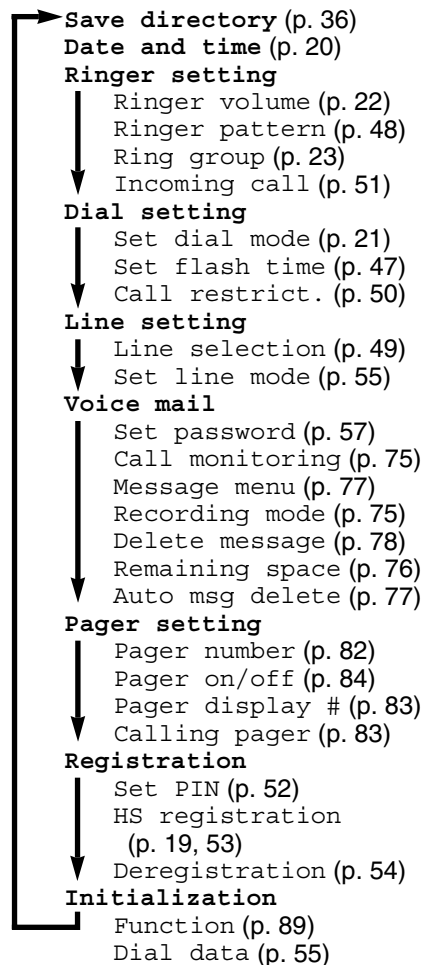 Save directory (p. 36)
Date and time (p. 20)
Ringer setting
Ringer volume (p. 22)
Ringer pattern (p. 48)
Ring group (p. 23)
Incoming call (p. 51)
Dial setting
Set dial mode (p. 21)
Set flash time (p. 47)
Call restrict. (p. 50)
Line setting
Line selection (p. 49)
Set line mode (p. 55)
Voice mail
Set password (p. 57)
Call monitoring (p. 75)
Message menu (p. 77)
Recording mode (p. 75)
Delete message (p. 78)
Remaining space (p. 76)
Auto msg delete (p. 77)
Pager setting
Pager number (p. 82)
Pager on/off (p. 84)
Pager display # (p. 83)
Calling pager (p. 83)
Registration
Set PIN (p. 52)
HS registration
(p. 19, 53)
Deregistration (p. 54)
Initialization
Function (p. 89)
Dial data (p. 55)